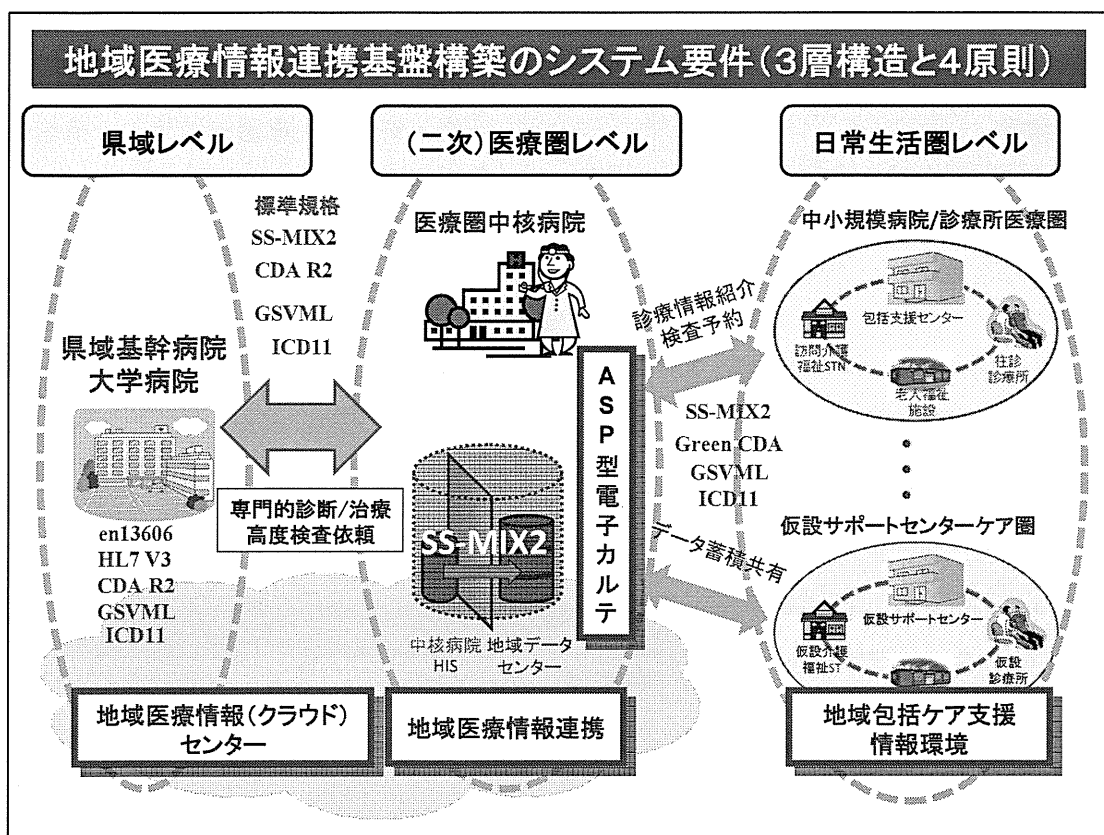 地域医療情報連携基盤構築のシステム要件(3層構造と4原則)
県域レベル
(二次)医療圏レベル
日常生活圏レベル
標準規格
SS-MIX2
CDA R2
GSVML
ICD11
県域基幹病院
大学病院
en13606
HL7 V3
CDA R2
GSVML
ICD11
専門的診断/治療
高度検査依頼
医療圏中核病院
H
SS-MIX2
中核病院
HIS
地域データ
センター
ASP型電子カルテ
診療情報紹介
検査予約
SS-MIX2
Green CDA
GSVML
ICD11
データ蓄積共有
中小規模病院/診療所医療圏
包括支援センター
訪問介護
福祉STN
往診
診療所
老人福祉
施設
仮設サポートセンターケア圏
仮設サポートセンター
仮設介護
福祉ST
仮設
診療所
地域医療情報(クラウド)
センター
地域医療情報連携
地域包括ケア支援
情報環境